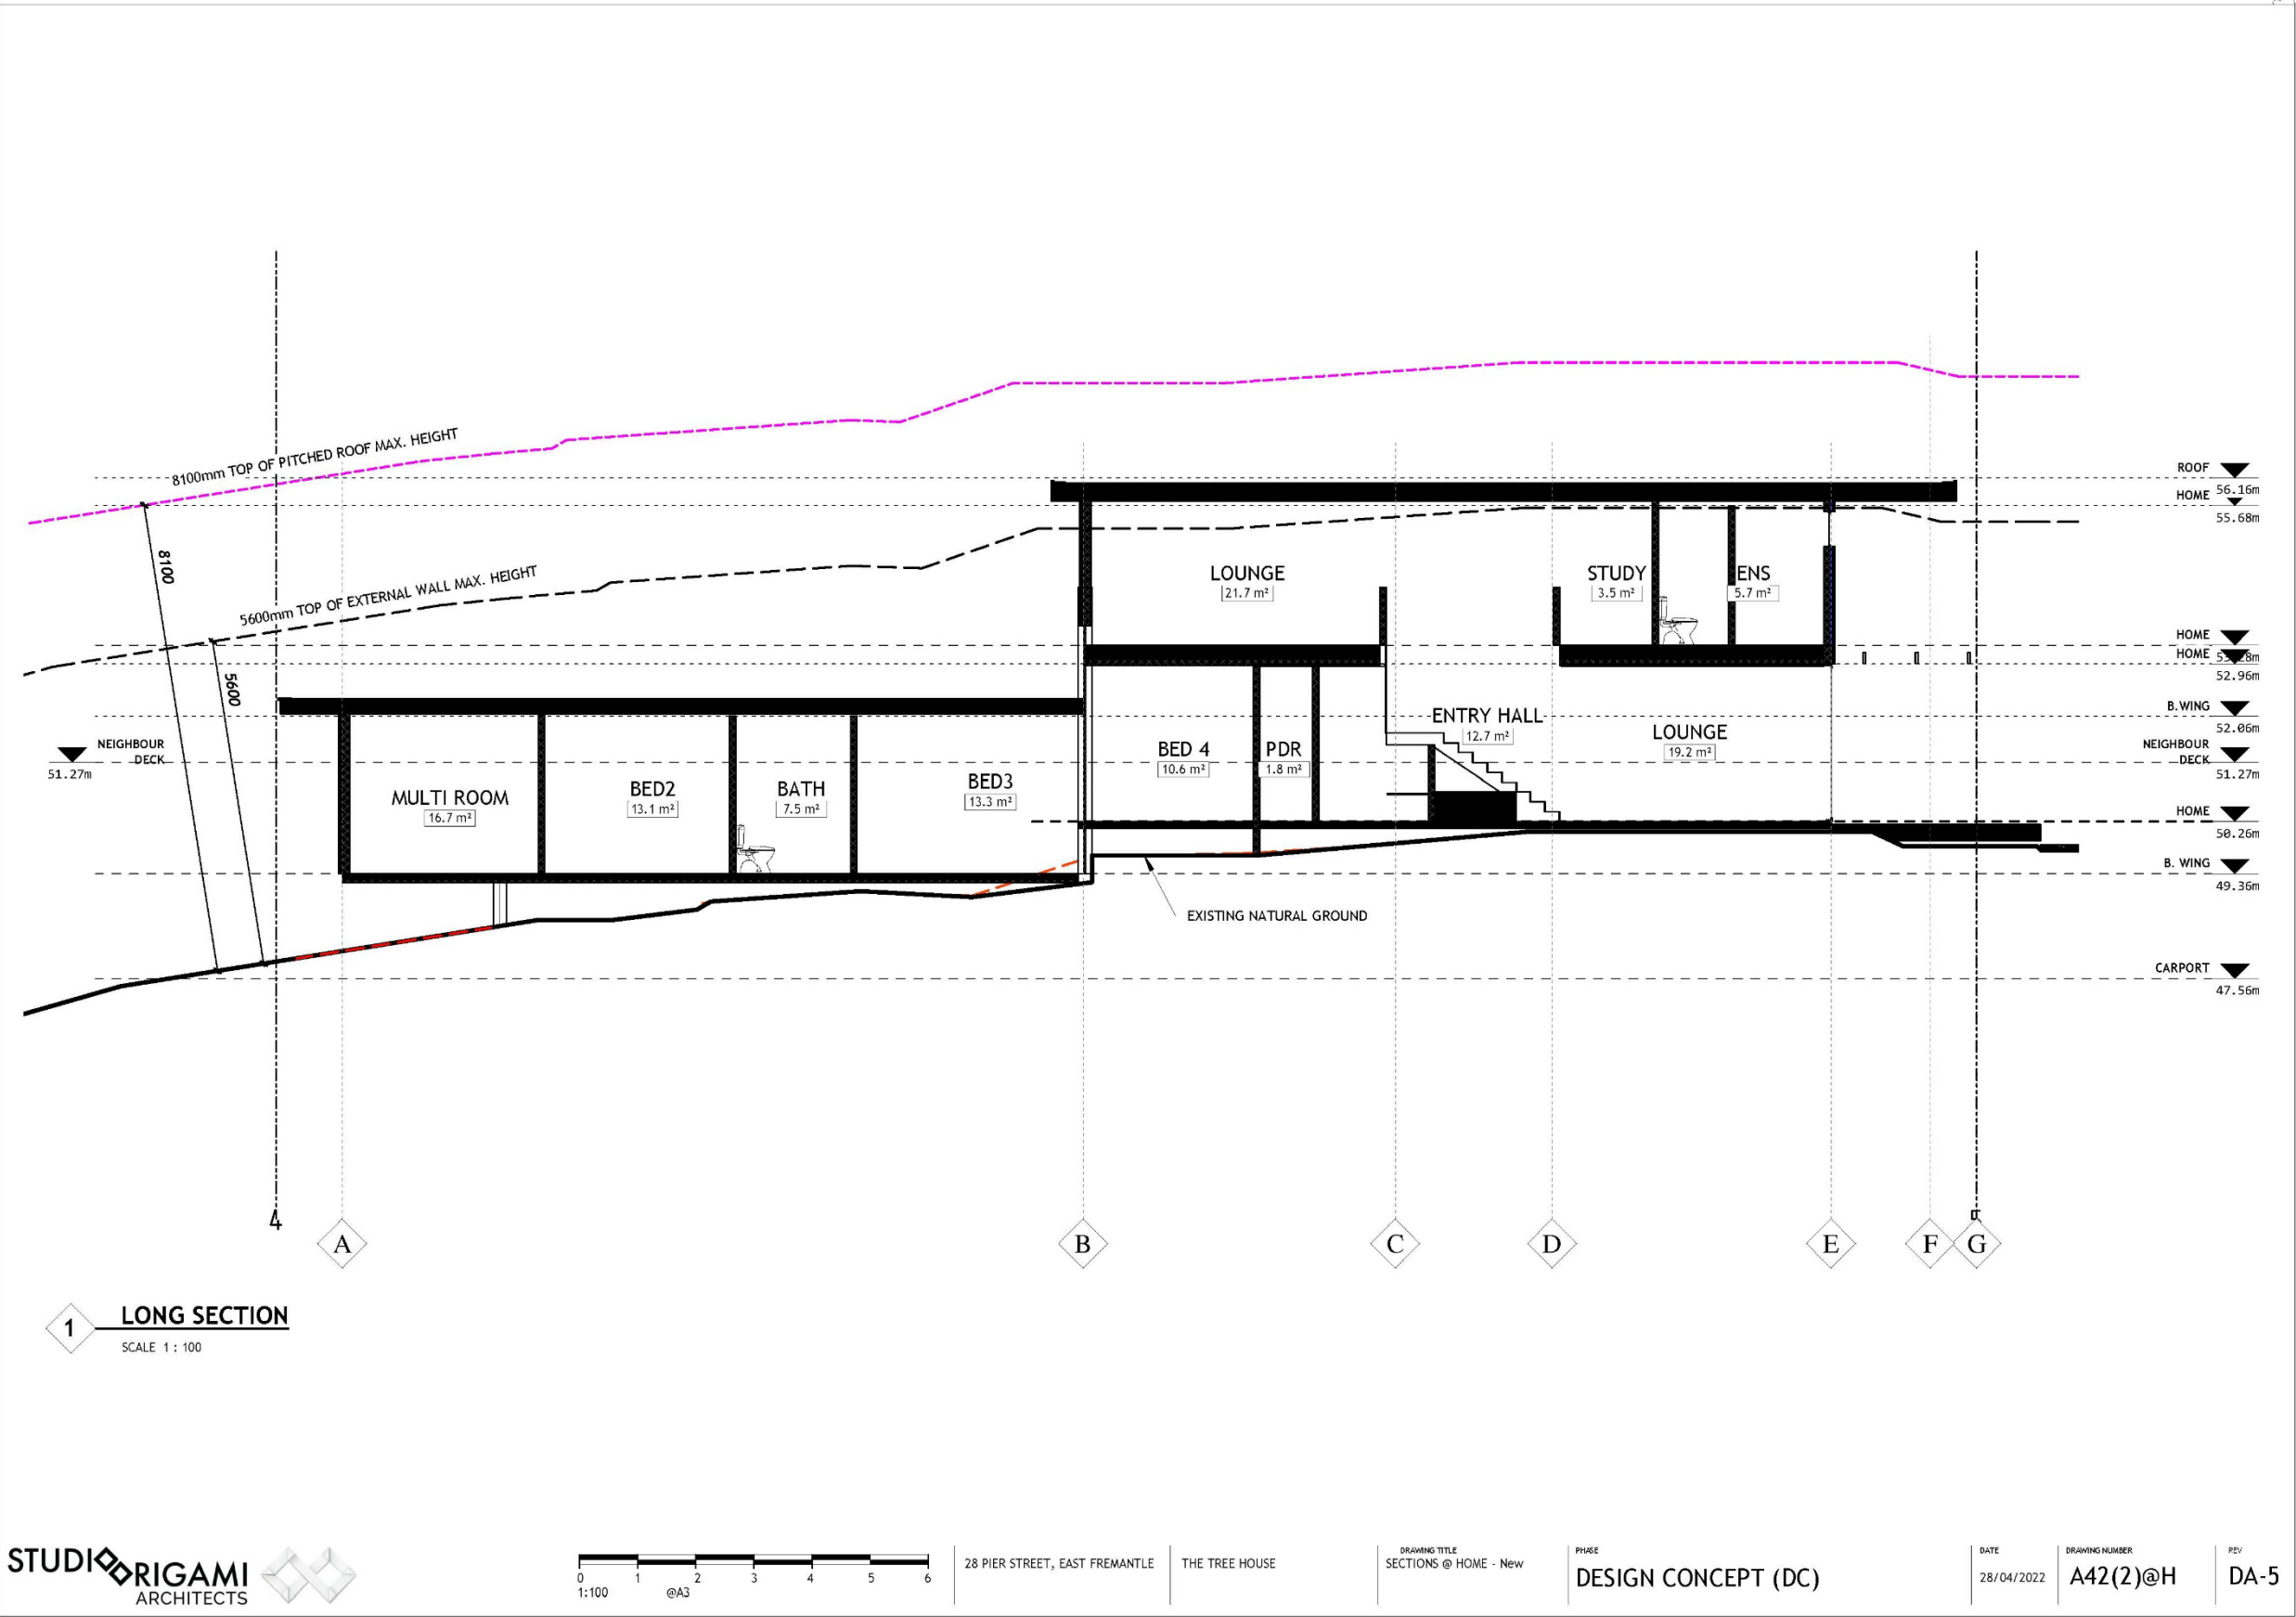 8100mm TOP OF PITCHED ROOF MAX. HEIGHT
8100
5600mm TOP OF EXTERNAL WALL MAX. HEIGHT
5600
ROOF
56.16m
HOME
55.68m
LOUNGE
21.7 m²
STUDY
3.5 m²
ENS
5.7 m²
HOME
HOME
52.96m
B.WING
52.06m
NEIGHBOUR
DECK
51.27m
NEIGHBOUR
DECK
51.27m
MULTI ROOM
16.7 m²
BED2
13.1 m²
BATH
7.5 m²
BED3
13.3 m²
BED 4
10.6 m²
PDR
1.8 m²
ENTRY HALL
12.7 m²
LOUNGE
19.2 m²
HOME
50.26m
B. WING
49.36m
EXISTING NATURAL GROUND
CARPORT
47.56m
4
A
B
C
D
E
F
G
1
LONG SECTION
SCALE 1 : 100
STUDIO ORIGAMI
ARCHITECTS
0 1 2 3 4 5 6
1:100 @A3
28 PIER STREET, EAST FREMANTLE
THE TREE HOUSE
DRAWING TITLE
SECTIONS @ HOME - New
PHASE
DESIGN CONCEPT (DC)
DATE
28/04/2022
DRAWING NUMBER
A42(2)@H
REV
DA-5